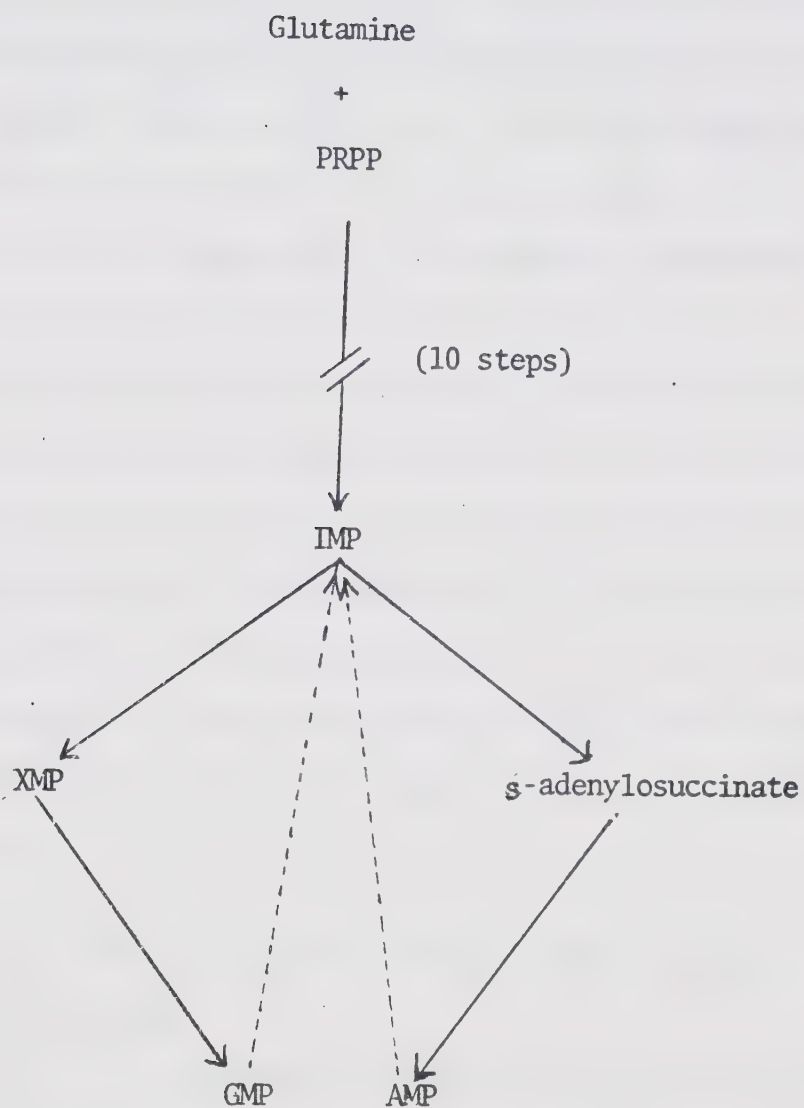 Glutamine
+
PRPP
(10 steps)
IMP
XMP
s-adenylosuccinate
GMP
AMP